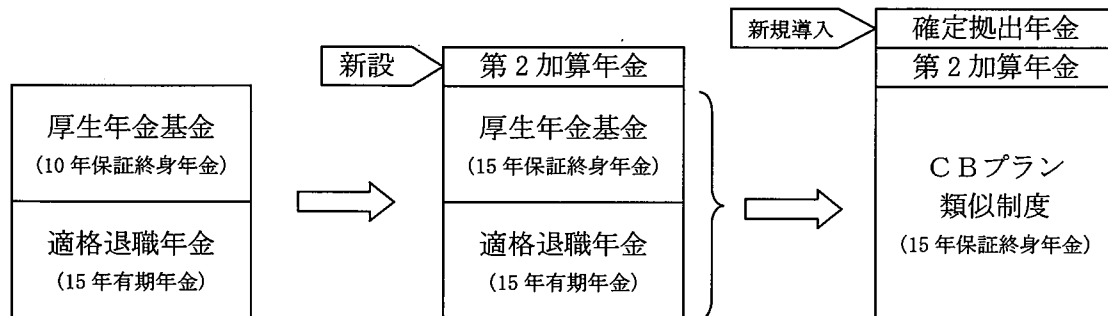 厚生年金基金
(10年保証終身年金)
適格退職年金
(15年有期年金)
新設
第2加算年金
厚生年金基金
(15年保証終身年金)
適格退職年金
(15年有期年金)
新規導入
確定拠出年金
第2加算年金
CBプラン
類似制度
(15年保証終身年金)